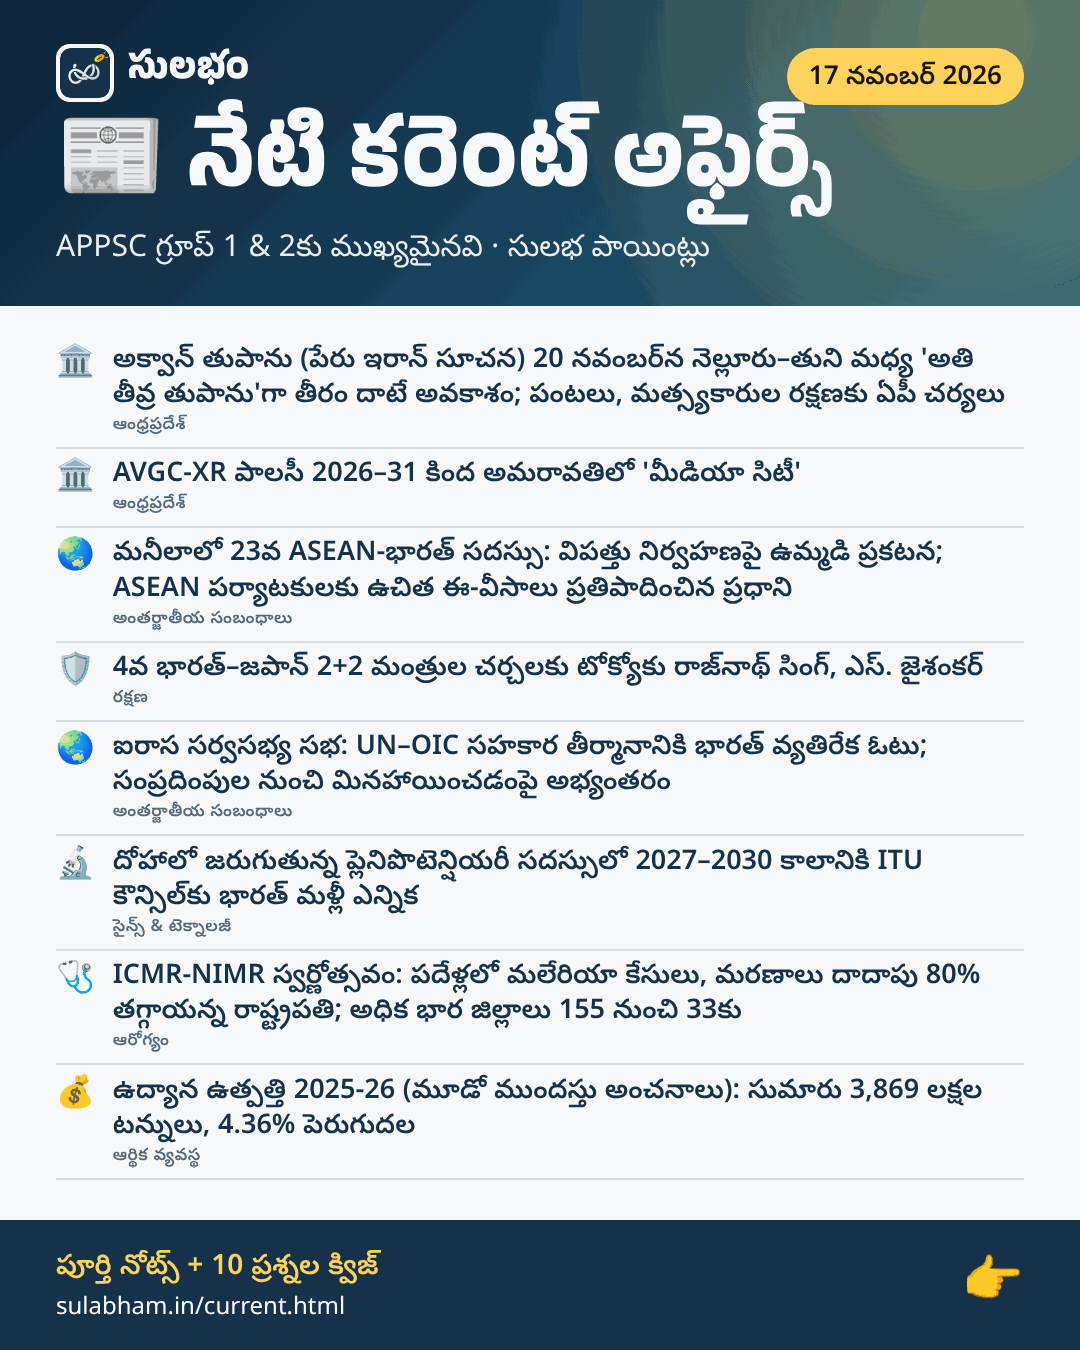 సులభం
17 నవంబర్ 2026
నేటి కరెంట్ అఫైర్స్
APPSC గ్రూప్ 1 & 2కు ముఖ్యమైనవి · సులభ పాయింట్లు
అక్వాన్ తుపాను (పేరు ఇరాన్ సూచన) 20 నవంబర్‌న నెల్లూరు–తుని మధ్య 'అతి
తీవ్ర తుపాను'గా తీరం దాటే అవకాశం; పంటలు, మత్స్యకారుల రక్షణకు ఏపీ చర్యలు
ఆంధ్రప్రదేశ్
AVGC-XR పాలసీ 2026–31 కింద అమరావతిలో 'మీడియా సిటీ'
ఆంధ్రప్రదేశ్
మనీలాలో 23వ ASEAN-భారత్ సదస్సు: విపత్తు నిర్వహణపై ఉమ్మడి ప్రకటన;
ASEAN పర్యాటకులకు ఉచిత ఈ-వీసాలు ప్రతిపాదించిన ప్రధాని
అంతర్జాతీయ సంబంధాలు
4వ భారత్–జపాన్ 2+2 మంత్రుల చర్చలకు టోక్యోకు రాజ్‌నాథ్ సింగ్, ఎస్. జైశంకర్
రక్షణ
ఐరాస సర్వసభ్య సభ: UN–OIC సహకార తీర్మానానికి భారత్ వ్యతిరేక ఓటు;
సంప్రదింపుల నుంచి మినహాయించడంపై అభ్యంతరం
అంతర్జాతీయ సంబంధాలు
దోహాలో జరుగుతున్న ప్లెనిపొటెన్షియరీ సదస్సులో 2027–2030 కాలానికి ITU
కౌన్సిల్‌కు భారత్ మళ్లీ ఎన్నిక
సైన్స్ & టెక్నాలజీ
ICMR-NIMR స్వర్ణోత్సవం: పదేళ్లలో మలేరియా కేసులు, మరణాలు దాదాపు 80%
తగ్గాయన్న రాష్ట్రపతి; అధిక భార జిల్లాలు 155 నుంచి 33కు
ఆరోగ్యం
ఉద్యాన ఉత్పత్తి 2025-26 (మూడో ముందస్తు అంచనాలు): సుమారు 3,869 లక్షల
టన్నులు, 4.36% పెరుగుదల
ఆర్థిక వ్యవస్థ
పూర్తి నోట్స్ + 10 ప్రశ్నల క్విజ్
sulabham.in/current.html